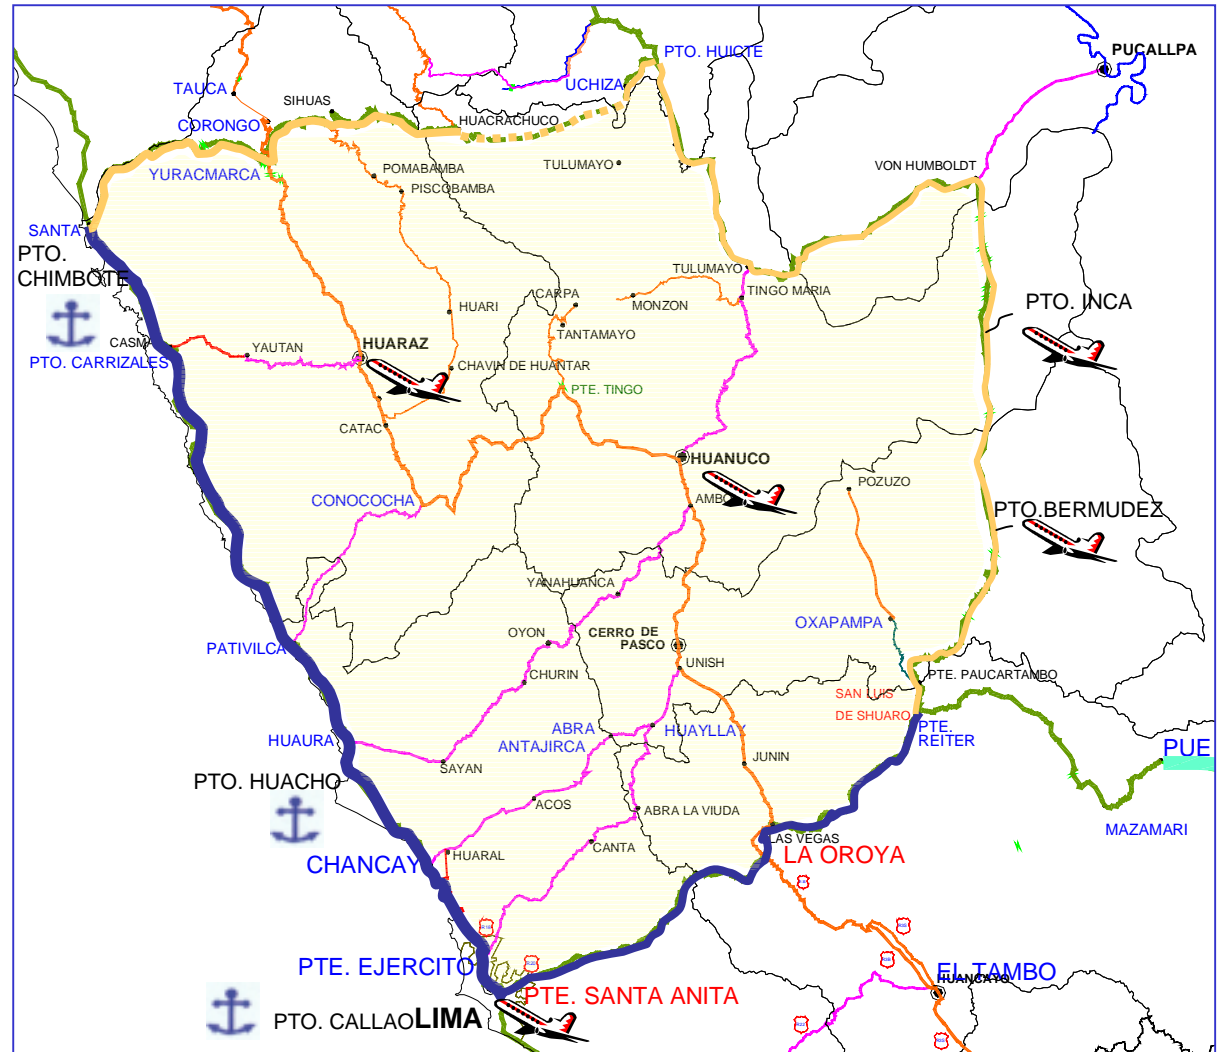 PTO. HUICTE
PUCALLPA
TAUCA
UCHIZA
SIHUAS
CORONGO
HUACRACHUCO
TULUMAYO
VON HUMBOLDT
YURACMARCA
POMABAMBA
PISCOBAMBA
SANTA
PTO.
CHIMBOTE
TULUMAYO
TINGO MARIA
CARPA
MONZON
PTO. INCA
HUARI
TANTAMAYO
CASMA
YAUTAN
HUARAZ
PTO. CARRIZALES
CHAVIN DE HUANTAR
PTE. TINGO
CATAC
HUANUCO
POZUZO
CONOCOCHA
AMBO
PTO.BERMUDEZ
YANAHUANCA
OXAPAMPA
OYON
CERRO DE
PASCO
PATIVILCA
UNISH
CHURIN
PTE. PAUCARTAMBO
SAN LUIS
DE SHUARO
ABRA
ANTAJIRCA
HUAYLLAY
PTE.
REITER
HUAURA
PUE
SAYAN
JUNIN
PTO. HUACHO
ACOS
ABRA LA VIUDA
MAZAMARI
CANTA
LAS VEGAS
HUARAL
LA OROYA
CHANCAY
PTE. EJERCITO
EL TAMBO
HUANCAYO
PTE. SANTA ANITA
PTO. CALLAO
LIMA